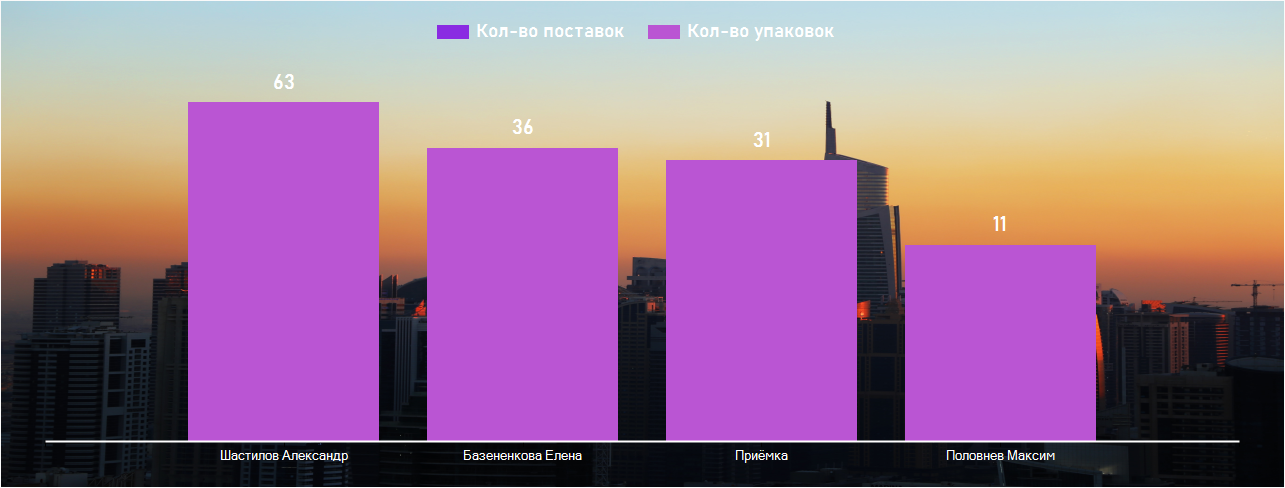 Кол-во поставок Кол-во упаковок
63
36
31
11
Шастилов Александр Базененкова Елена Приёмка Половнев Максим